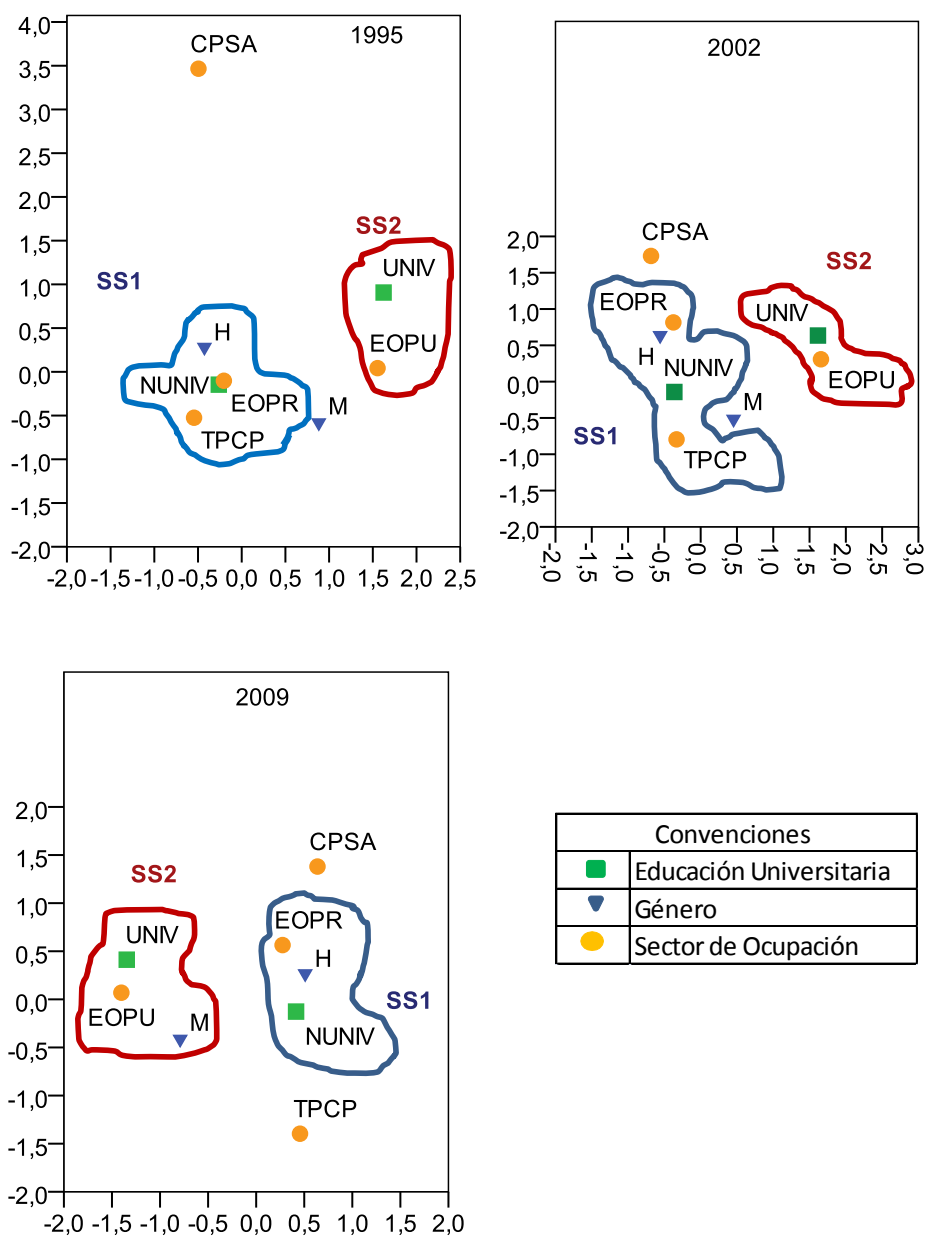 1995
4,0
3,5
3,0
2,5
2,0
1,5
1,0
0,5
0,0
-0,5
-1,0
-1,5
-2,0
CPSA
SS2
SS1
UNIV
H
EOPU
NUNIV
EOPR
M
TPCP
-2,0 -1,5 -1,0 -0,5 0,0 0,5 1,0 1,5 2,0 2,5
2002
2,0
1,5
1,0
0,5
0,0
-0,5
-1,0
-1,5
-2,0
CPSA
SS2
EOPR
UNIV
H
NUNIV
EOPU
M
SS1
TPCP
-2,0 -1,5 -1,0 -0,5 0,0 0,5 1,0 1,5 2,0 2,5 3,0
2009
2,0
1,5
1,0
0,5
0,0
-0,5
-1,0
-1,5
-2,0
CPSA
SS2
EOPR
UNIV
H
SS1
EOPU
M
NUNIV
TPCP
-2,0 -1,5 -1,0 -0,5 0,0 0,5 1,0 1,5 2,0
Convenciones
Educación Universitaria
Género
Sector de Ocupación